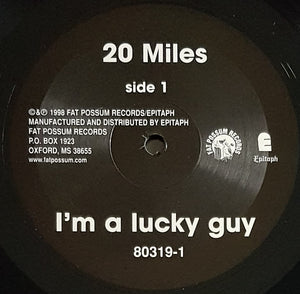 20 Miles
side 1
©&℗ 1998 FAT POSSUM RECORDS/EPITAPH
MANUFACTURED AND DISTRIBUTED BY EPITAPH
FAT POSSUM RECORDS
P.O. BOX 1923
OXFORD, MS 38655
www.fatpossum.com
FAT POSSUM RECORDS
E
Epitaph
I'm a lucky guy
80319-1